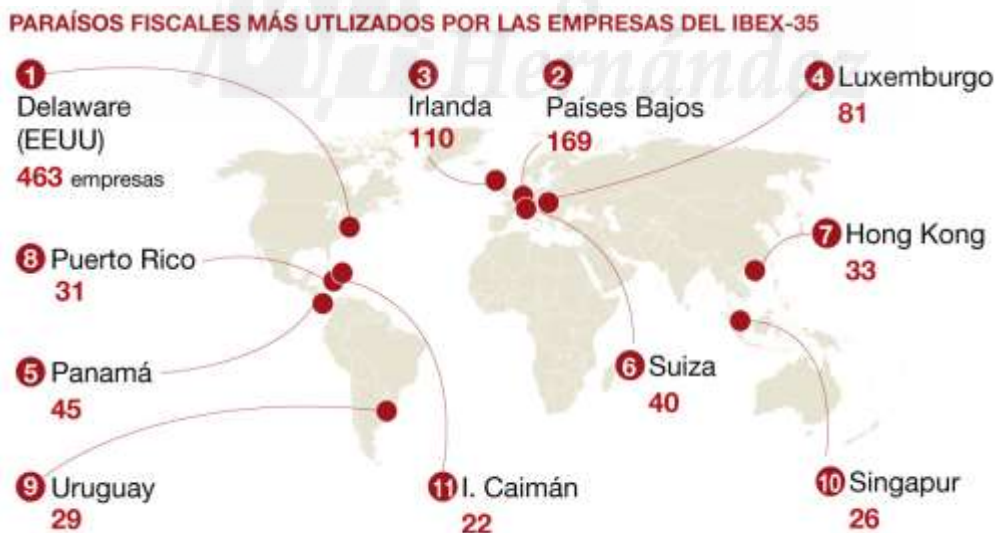 PARAÍSOS FISCALES MÁS UTLIZADOS POR LAS EMPRESAS DEL IBEX-35
Hernández
1
Delaware
(EEUU)
463 empresas
3
Irlanda
110
2
Países Bajos
169
4 Luxemburgo
81
8 Puerto Rico
31
7 Hong Kong
33
5 Panamá
45
6 Suiza
40
9 Uruguay
29
11 I. Caimán
22
10 Singapur
26